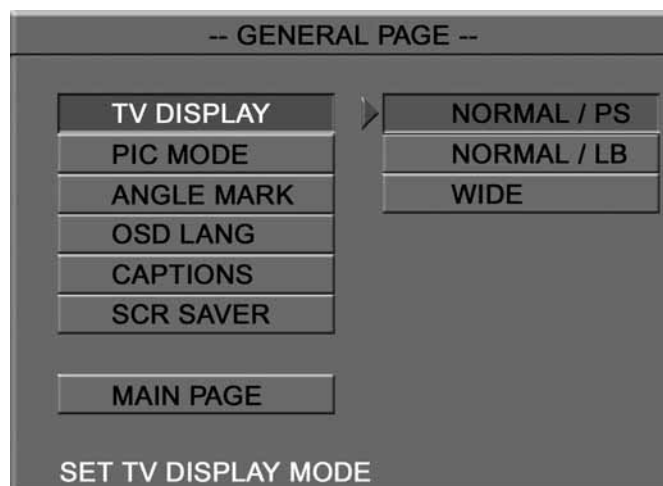 -- GENERAL PAGE --
TV DISPLAY
PIC MODE
ANGLE MARK
OSD LANG
CAPTIONS
SCR SAVER
MAIN PAGE
NORMAL / PS
NORMAL / LB
WIDE
SET TV DISPLAY MODE